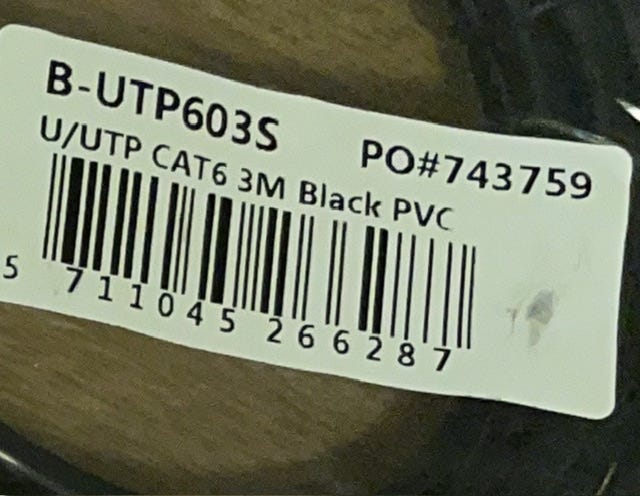 B-UTP603S PO#743759
U/UTP CAT6 3M Black PVC
5 711045 266287